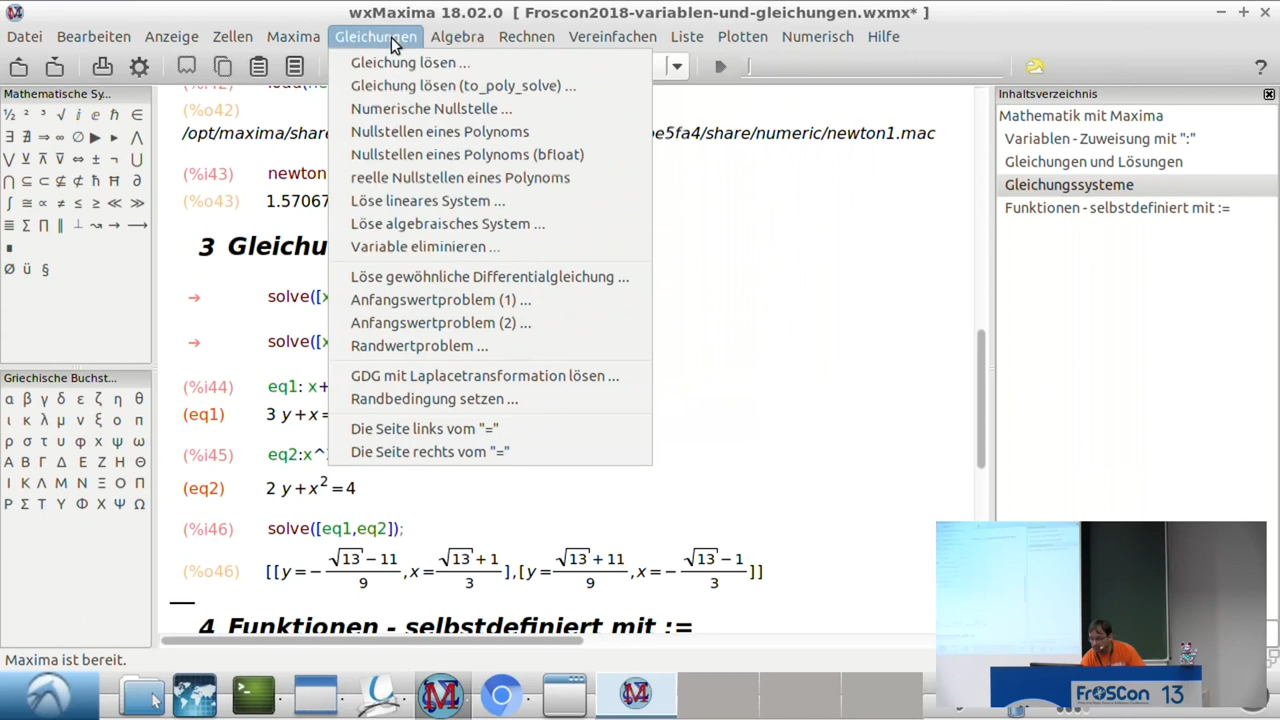 wxMaxima 18.02.0 [ Froscon2018-variablen-und-gleichungen.wxmx* ]
Datei Bearbeiten Anzeige Zellen Maxima Gleichungen Algebra Rechnen Vereinfachen Liste Plotten Numerisch Hilfe
Mathematische Sy...
½ ² ³ √ ⅈ ⅇ ℏ ∈
∃ ∄ ⇒ ∞ ∅ ▶ ▸ ⋀
⋁ ⊻ ⊼ ⊽ ⇔ ± ¬ ⋃
⋂ ⊆ ⊂ ⊈ ⊄ ħ Ħ ∂
∫ ≅ ∝ ≠ ≤ ≥ ≪ ≫
≣ ∑ ∏ ∥ ⟂ ↝ → ⟶
∎
Ø ü §
Griechische Buchst...
α β γ δ ε ζ η θ
ι κ λ μ ν ξ ο π
ρ σ τ υ φ χ ψ ω
Α Β Γ Δ Ε Ζ Η Θ
Ι Κ Λ Μ Ν Ξ Ο Π
Ρ Σ Τ Υ Φ Χ Ψ Ω
Gleichung lösen ...
Gleichung lösen (to_poly_solve) ...
Numerische Nullstelle ...
Nullstellen eines Polynoms
Nullstellen eines Polynoms (bfloat)
reelle Nullstellen eines Polynoms
Löse lineares System ...
Löse algebraisches System ...
Variable eliminieren ...
Löse gewöhnliche Differentialgleichung ...
Anfangswertproblem (1) ...
Anfangswertproblem (2) ...
Randwertproblem ...
GDG mit Laplacetransformation lösen ...
Randbedingung setzen ...
Die Seite links vom "="
Die Seite rechts vom "="
(%o42)
/opt/maxima/share be5fa4/share/numeric/newton1.mac
(%i43) newton
(%o43) 1.57067
3 Gleichu
→ solve([x
→ solve([x
(%i44) eq1: x+
(eq1) 3 y+x=
(%i45) eq2:x^
(eq2) 2 y+x²=4
(%i46) solve([eq1,eq2]);
(%o46) [[y=-(√13-11)/9,x=(√13+1)/3],[y=(√13+11)/9,x=-(√13-1)/3]]
4 Funktionen - selbstdefiniert mit :=
Inhaltsverzeichnis
Mathematik mit Maxima
Variablen - Zuweisung mit ":"
Gleichungen und Lösungen
Gleichungssysteme
Funktionen - selbstdefiniert mit :=
Maxima ist bereit.
FrOSCon 13